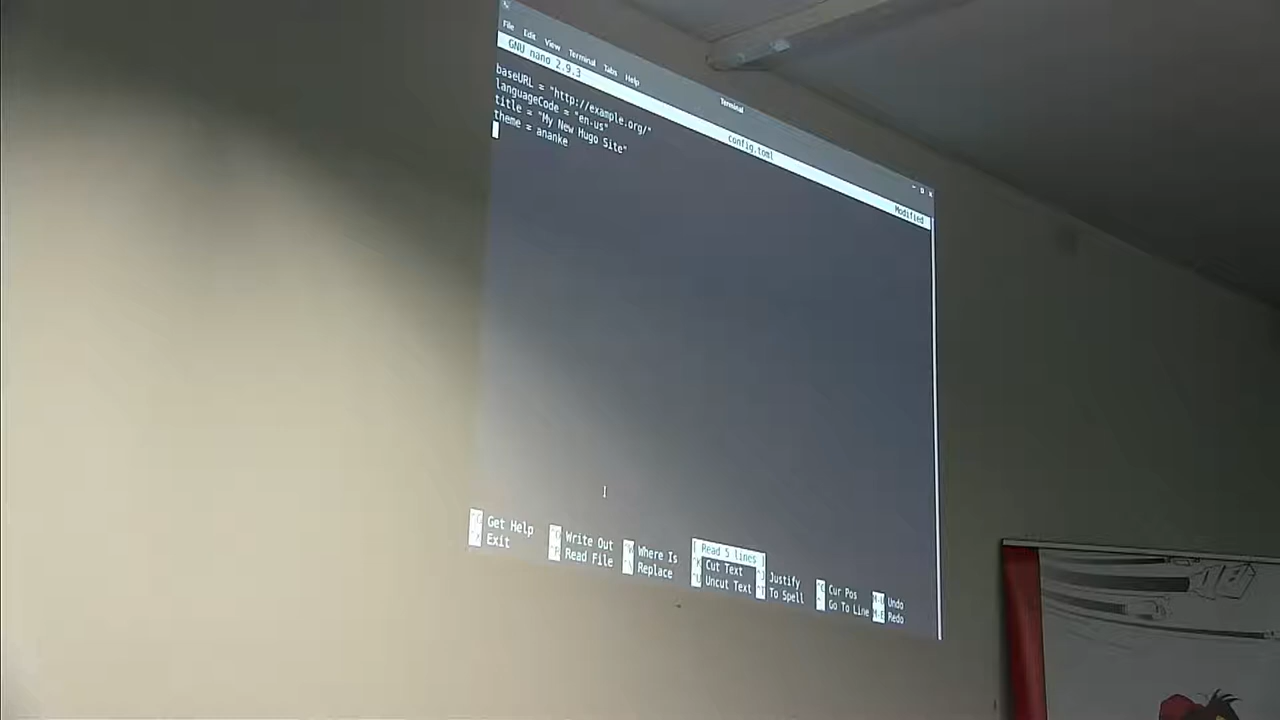 File Edit View Terminal Tabs Help
Terminal
GNU nano 2.9.3 config.toml Modified
baseURL = "http://example.org/"
languageCode = "en-us"
title = "My New Hugo Site"
theme = ananke
[ Read 5 lines ]
^G Get Help ^O Write Out ^W Where Is ^K Cut Text ^J Justify ^C Cur Pos M-U Undo
^X Exit ^R Read File ^\ Replace ^U Uncut Text ^T To Spell ^_ Go To Line M-E Redo